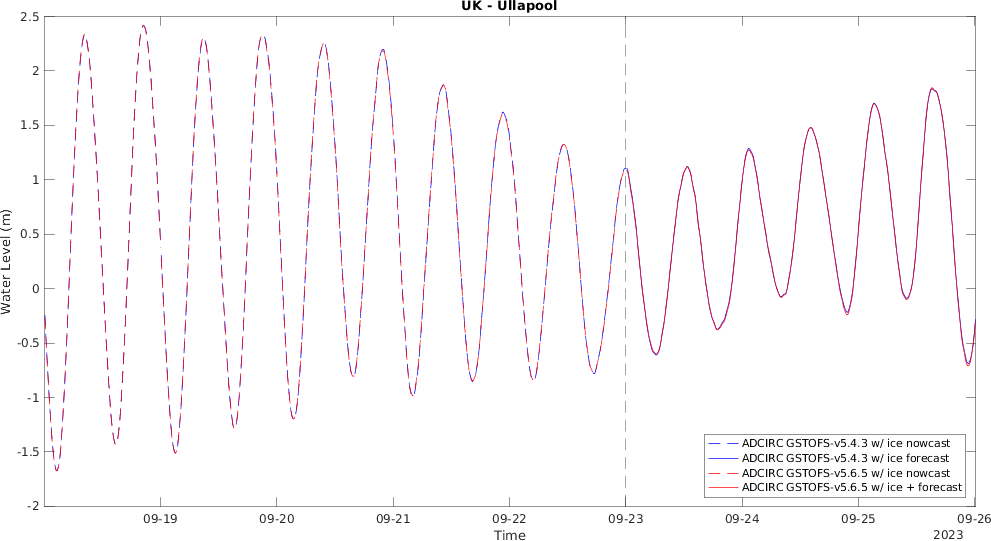 UK - Ullapool
2.5
2
1.5
1
0.5
0
-0.5
-1
-1.5
-2
Water Level (m)
09-19 09-20 09-21 09-22 09-23 09-24 09-25 09-26
Time
2023
ADCIRC GSTOFS-v5.4.3 w/ ice nowcast
ADCIRC GSTOFS-v5.4.3 w/ ice forecast
ADCIRC GSTOFS-v5.6.5 w/ ice nowcast
ADCIRC GSTOFS-v5.6.5 w/ ice + forecast